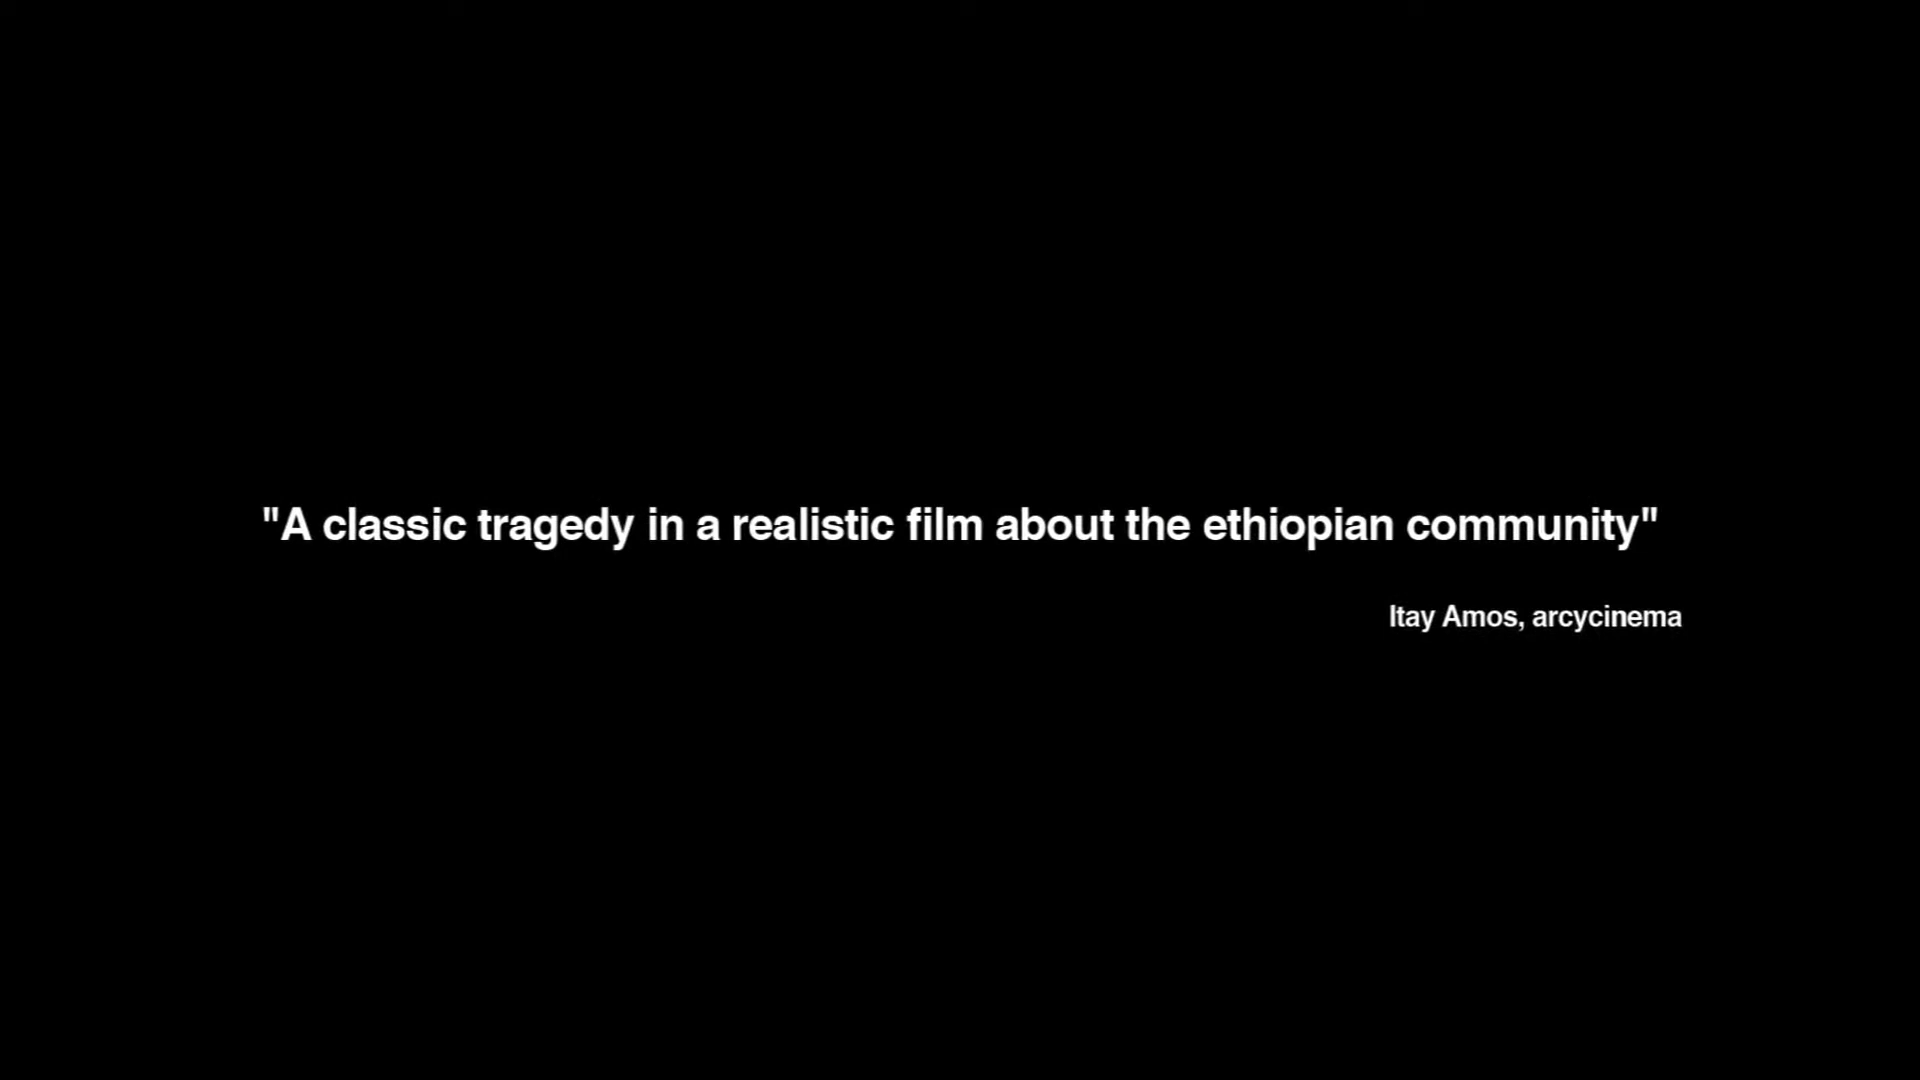 "A classic tragedy in a realistic film about the ethiopian community"
Itay Amos, arcycinema